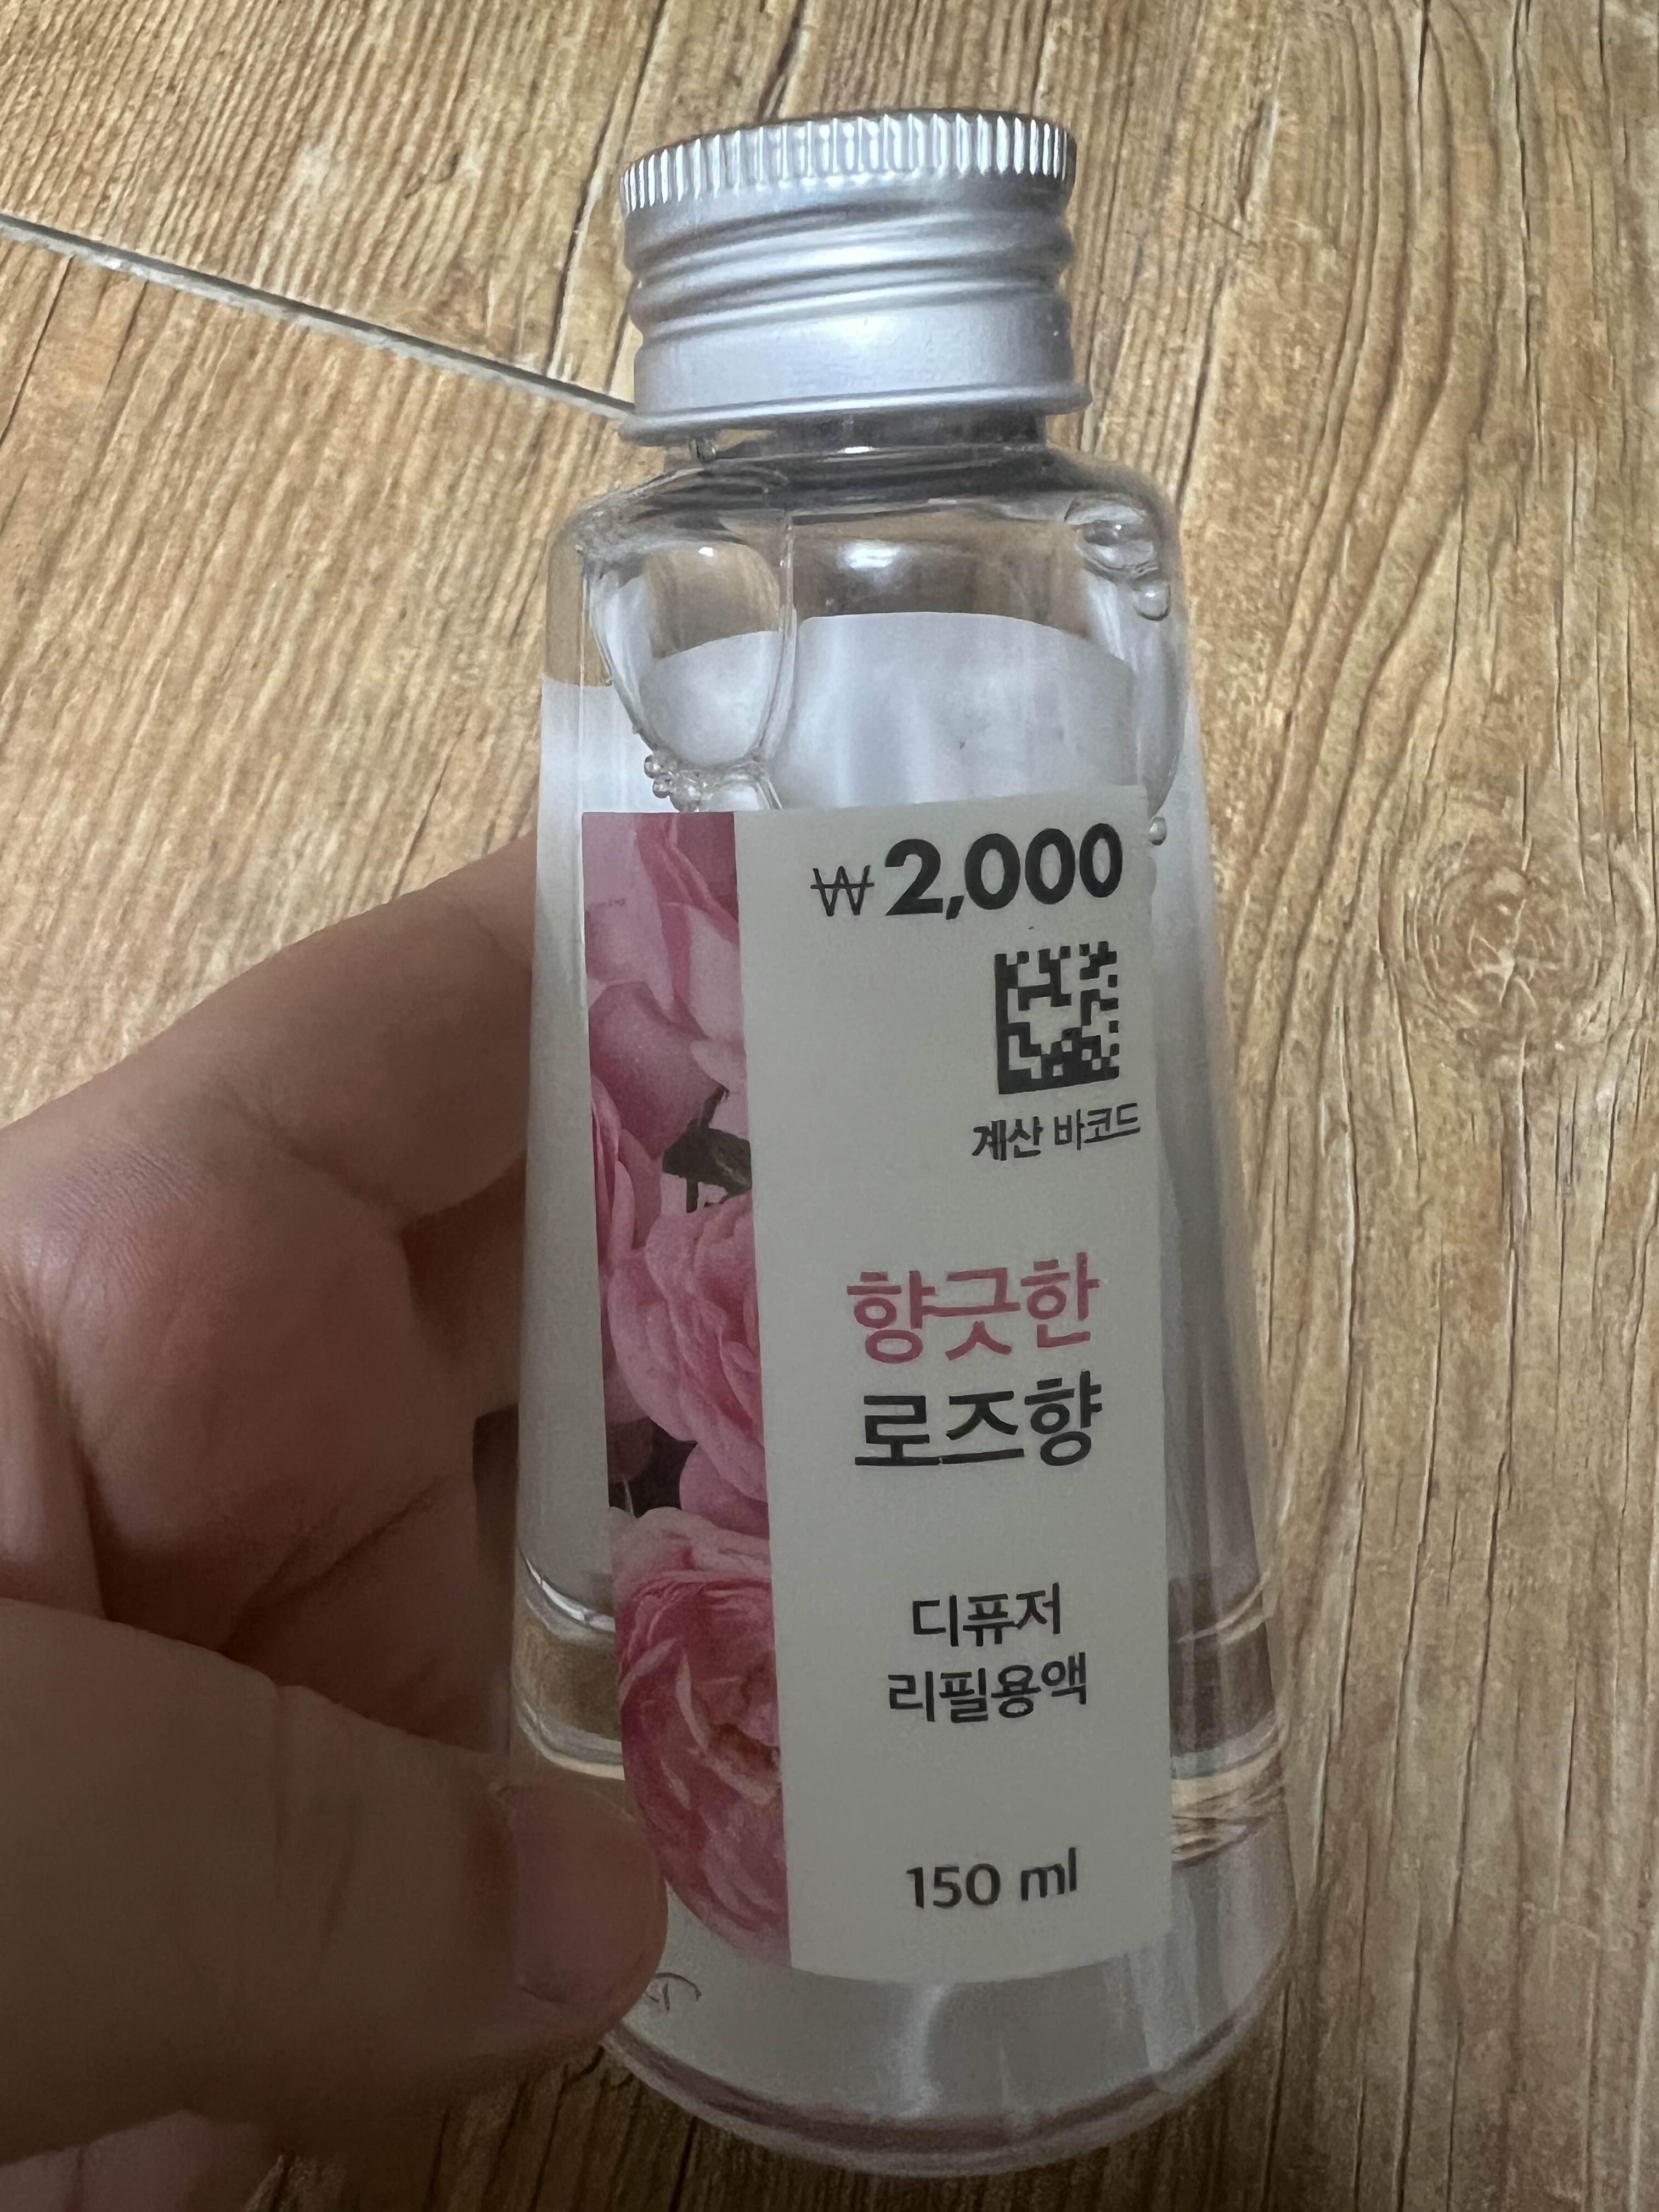 ₩2,000
계산 바코드
향긋한
로즈향
디퓨저
리필용액
150 ml